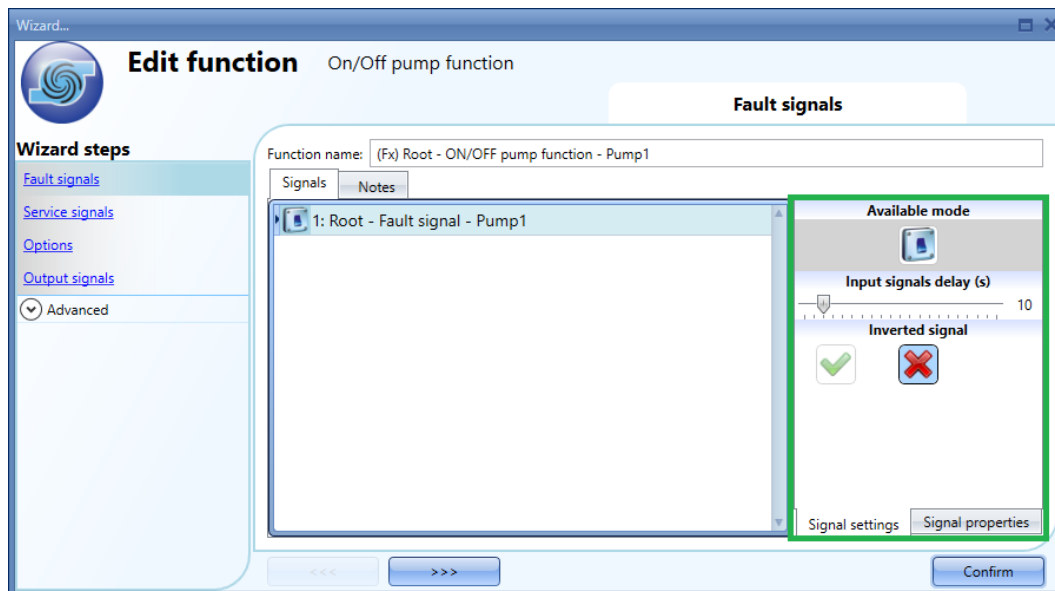 Wizard...
Edit function On/Off pump function
Fault signals
Wizard steps
Fault signals
Service signals
Options
Output signals
Advanced
Function name: (Fx) Root - ON/OFF pump function - Pump1
Signals Notes
1: Root - Fault signal - Pump1
Available mode
Input signals delay (s)
10
Inverted signal
Signal settings Signal properties
<<< >>> Confirm